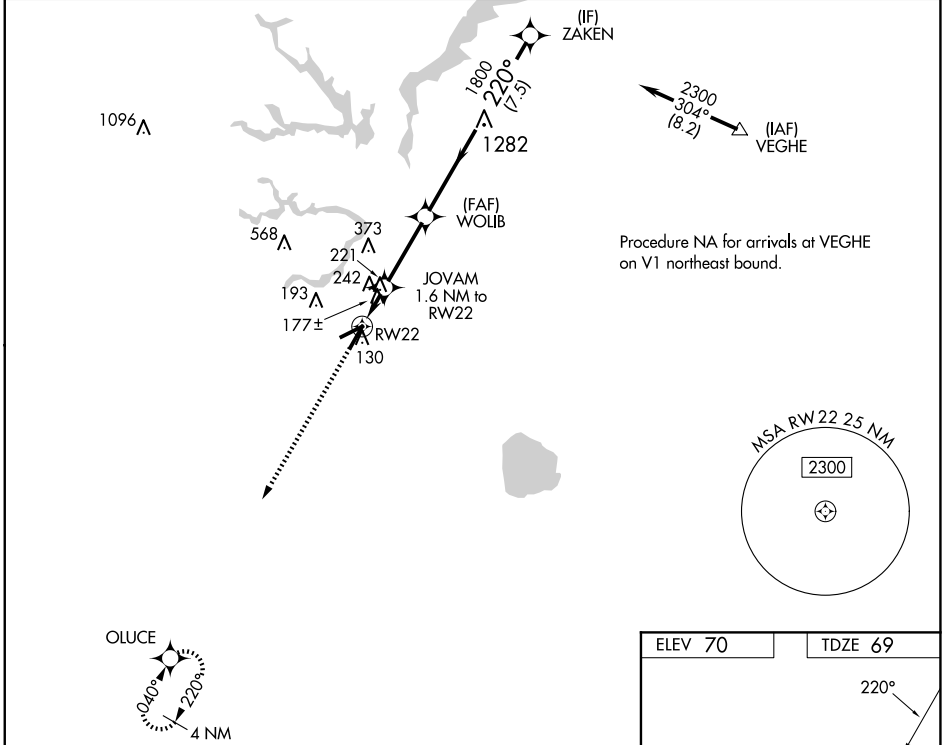 (IF)
ZAKEN
1800
220°
(7.5)
2300
304°
(8.2)
(IAF)
VEGHE
1096
1282
(FAF)
WOLIB
Procedure NA for arrivals at VEGHE
on V1 northeast bound.
568
373
221
242
JOVAM
1.6 NM to
RW22
193
177±
RW22
130
MSA RW22 25 NM
2300
OLUCE
040°
220°
4 NM
ELEV 70
TDZE 69
220°